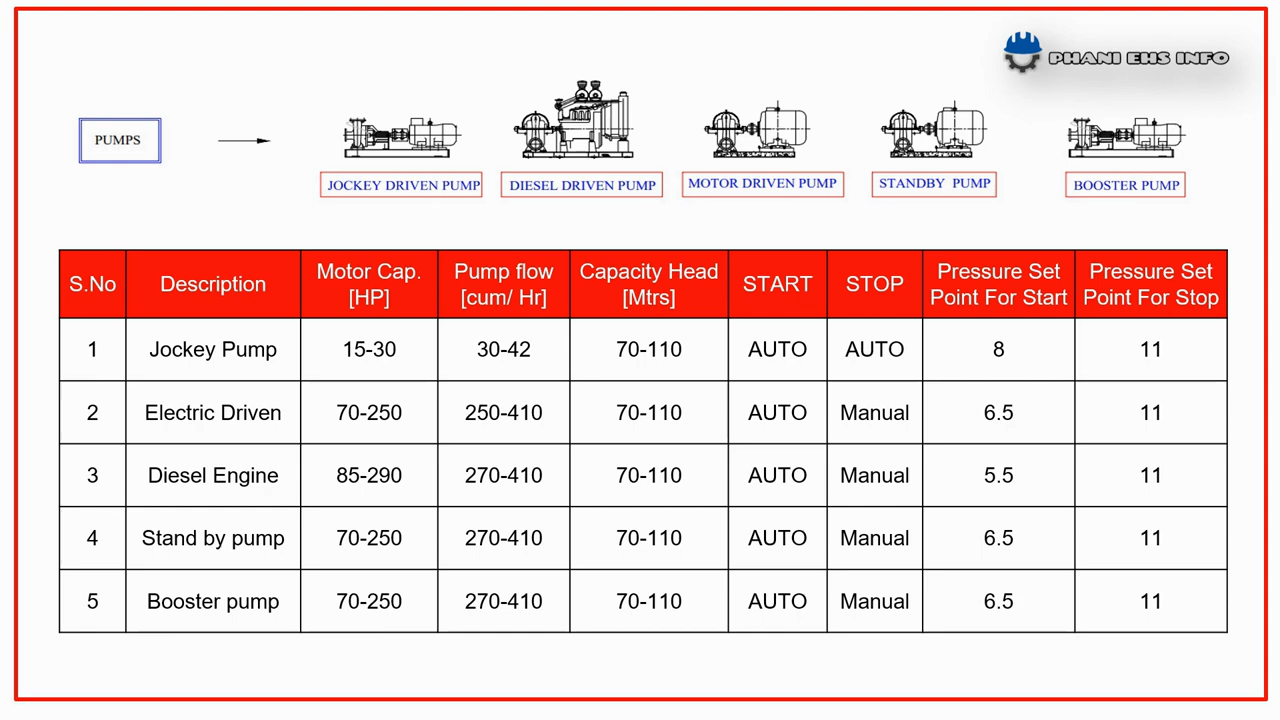 PHANI EHS INFO
PUMPS
JOCKEY DRIVEN PUMP
DIESEL DRIVEN PUMP
MOTOR DRIVEN PUMP
STANDBY PUMP
BOOSTER PUMP
S.No Description Motor Cap. [HP] Pump flow [cum/ Hr] Capacity Head [Mtrs] START STOP Pressure Set Point For Start Pressure Set Point For Stop
1 Jockey Pump 15-30 30-42 70-110 AUTO AUTO 8 11
2 Electric Driven 70-250 250-410 70-110 AUTO Manual 6.5 11
3 Diesel Engine 85-290 270-410 70-110 AUTO Manual 5.5 11
4 Stand by pump 70-250 270-410 70-110 AUTO Manual 6.5 11
5 Booster pump 70-250 270-410 70-110 AUTO Manual 6.5 11